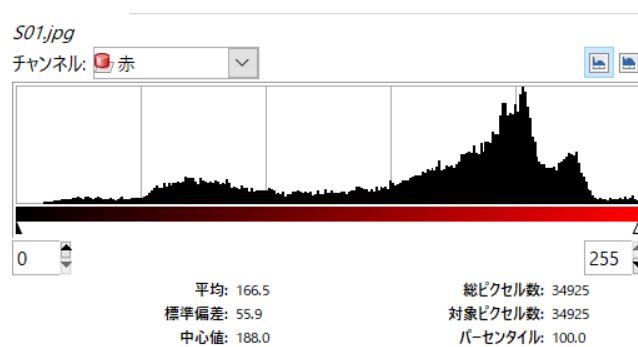 S01.jpg
チャンネル: 赤
0 255
平均: 166.5 総ピクセル数: 34925
標準偏差: 55.9 対象ピクセル数: 34925
中心値: 188.0 パーセンタイル: 100.0